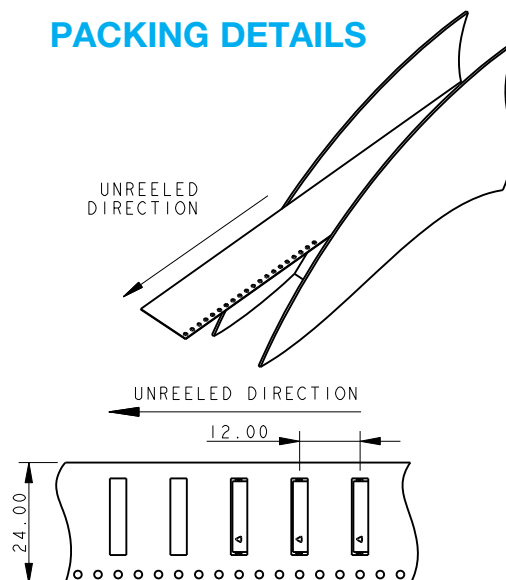 PACKING DETAILS
UNREELED
DIRECTION
UNREELED DIRECTION
12.00
24.00